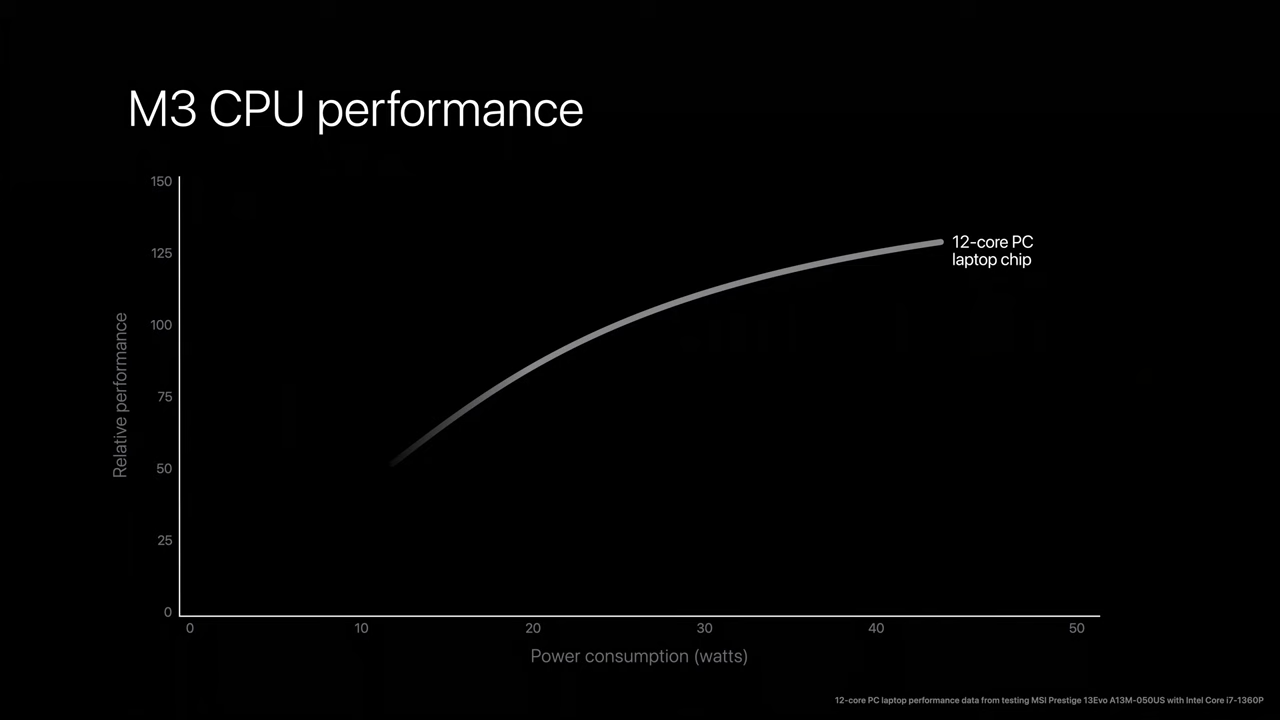 M3 CPU performance
150
125
100
75
50
25
0
Relative performance
12-core PC
laptop chip
0 10 20 30 40 50
Power consumption (watts)
12-core PC laptop performance data from testing MSI Prestige 13Evo A13M-050US with Intel Core i7-1360P